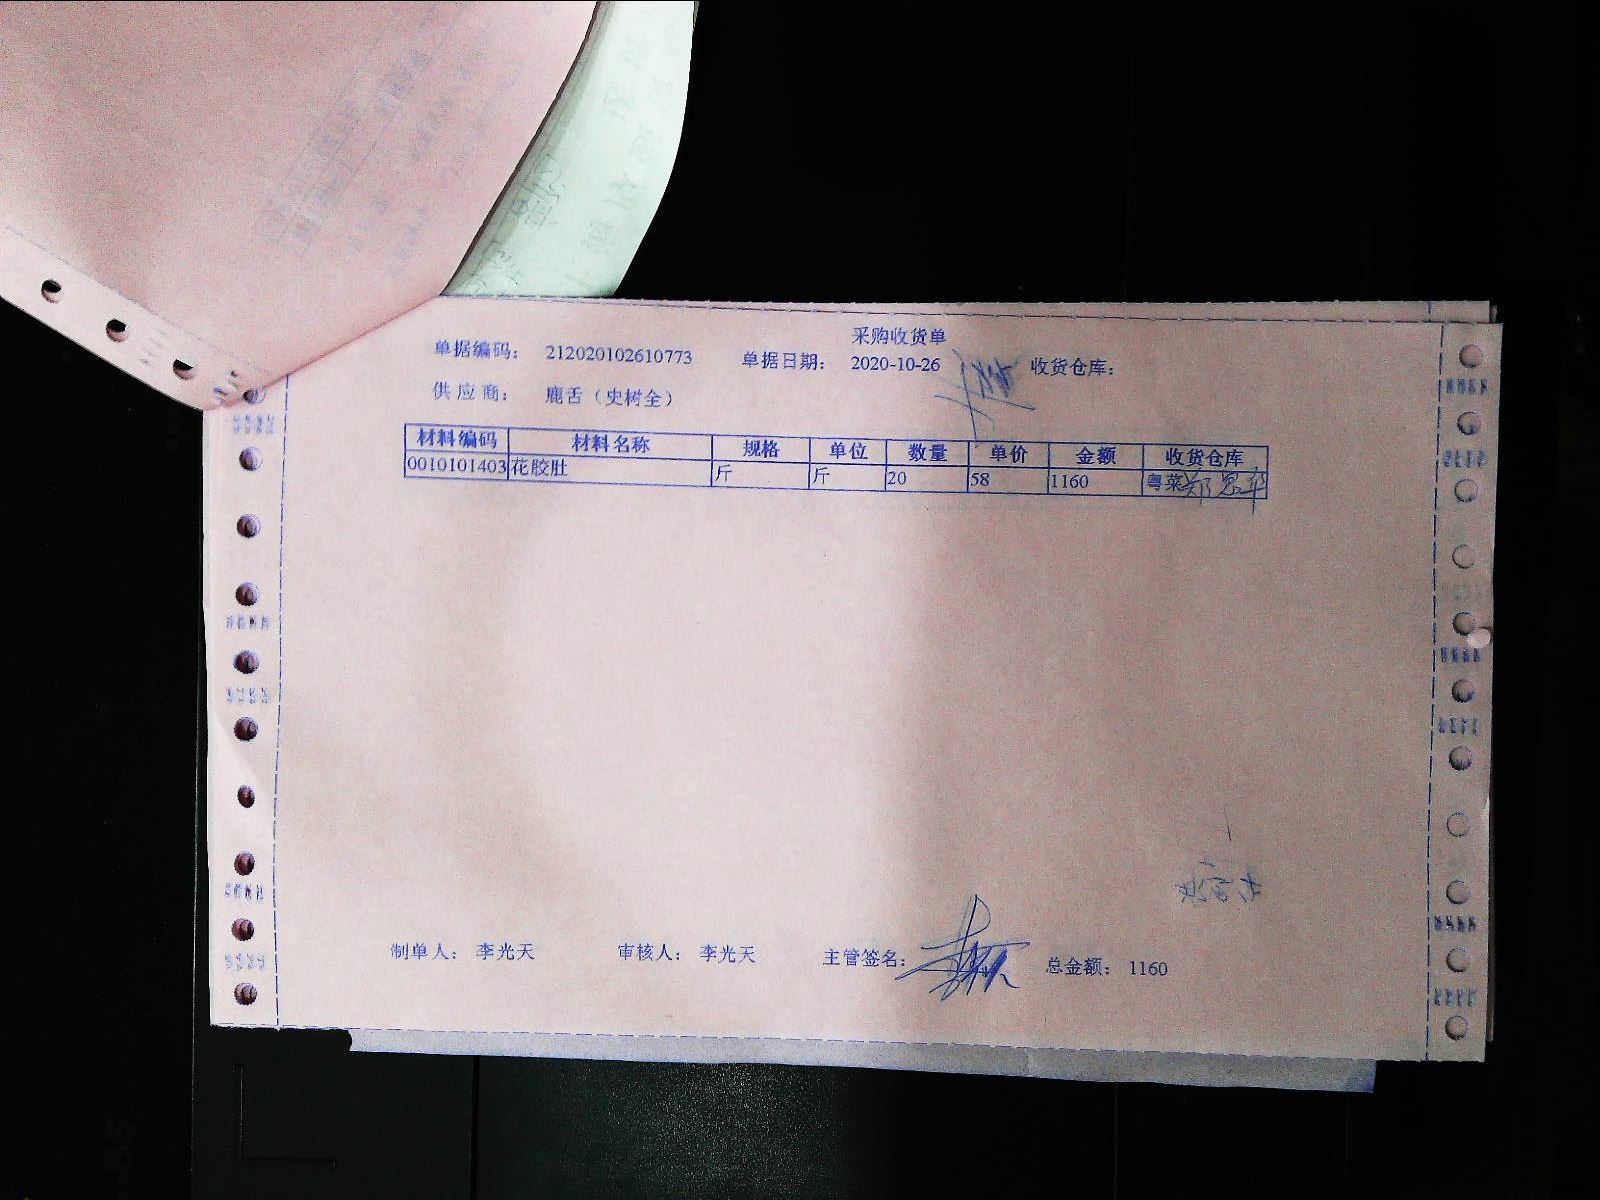 采购收货单
单据编码： 212020102610773 单据日期： 2020-10-26 收货仓库：
供 应 商： 鹿舌（史树全）
材料编码 材料名称 规格 单位 数量 单价 金额 收货仓库
0010101403 花胶肚 斤 斤 20 58 1160 粤菜
制单人： 李光天 审核人： 李光天 主管签名： 总金额： 1160